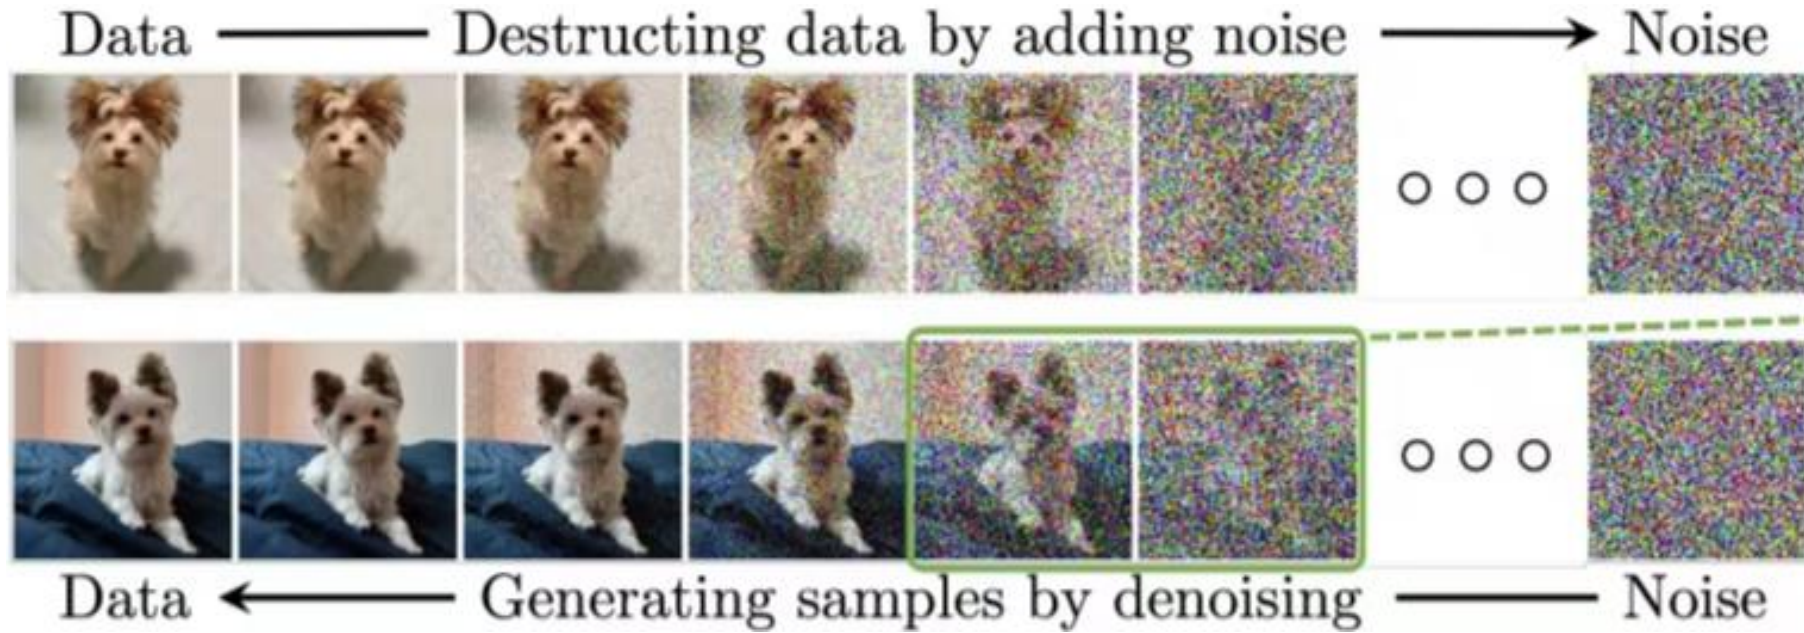 Data Destructing data by adding noise Noise
Data Generating samples by denoising Noise